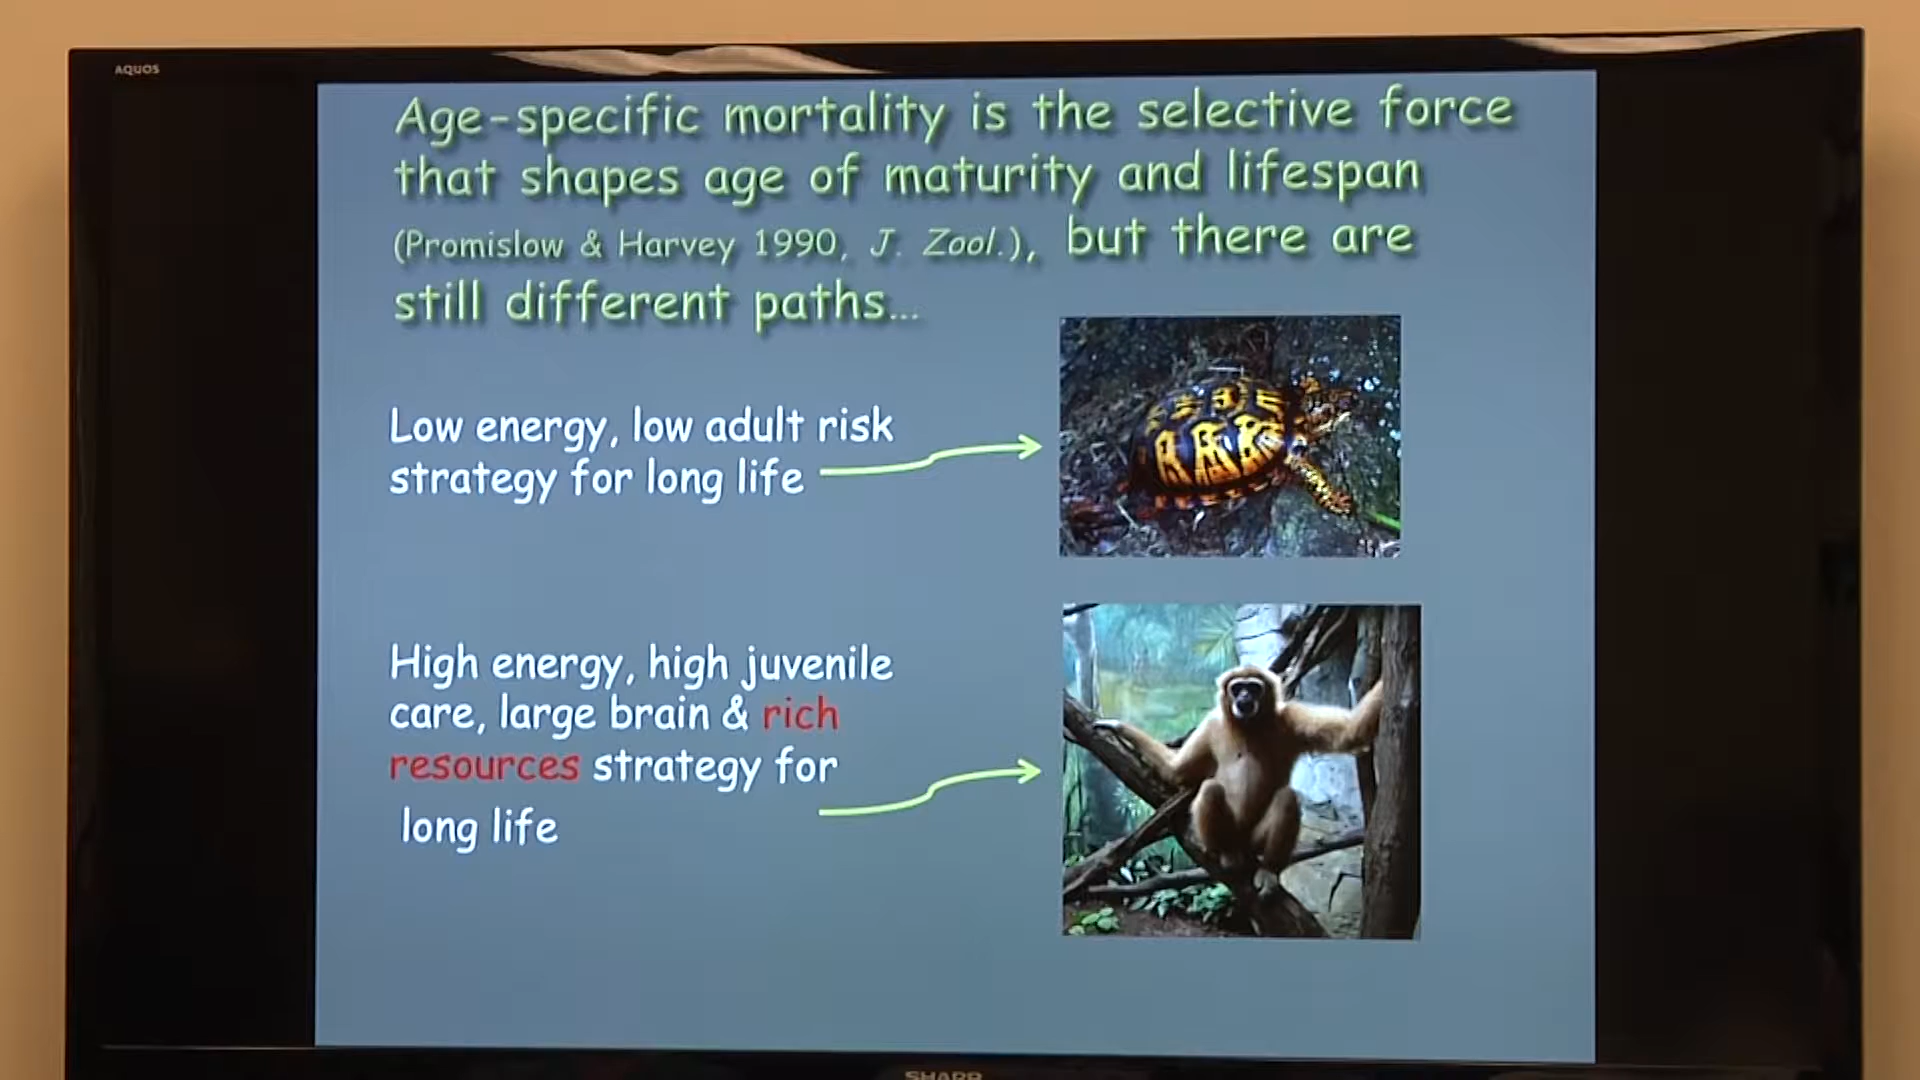 AQUOS
Age-specific mortality is the selective force
that shapes age of maturity and lifespan
(Promislow & Harvey 1990, J. Zool.), but there are
still different paths...
Low energy, low adult risk
strategy for long life
High energy, high juvenile
care, large brain & rich
resources strategy for
long life
SHARP